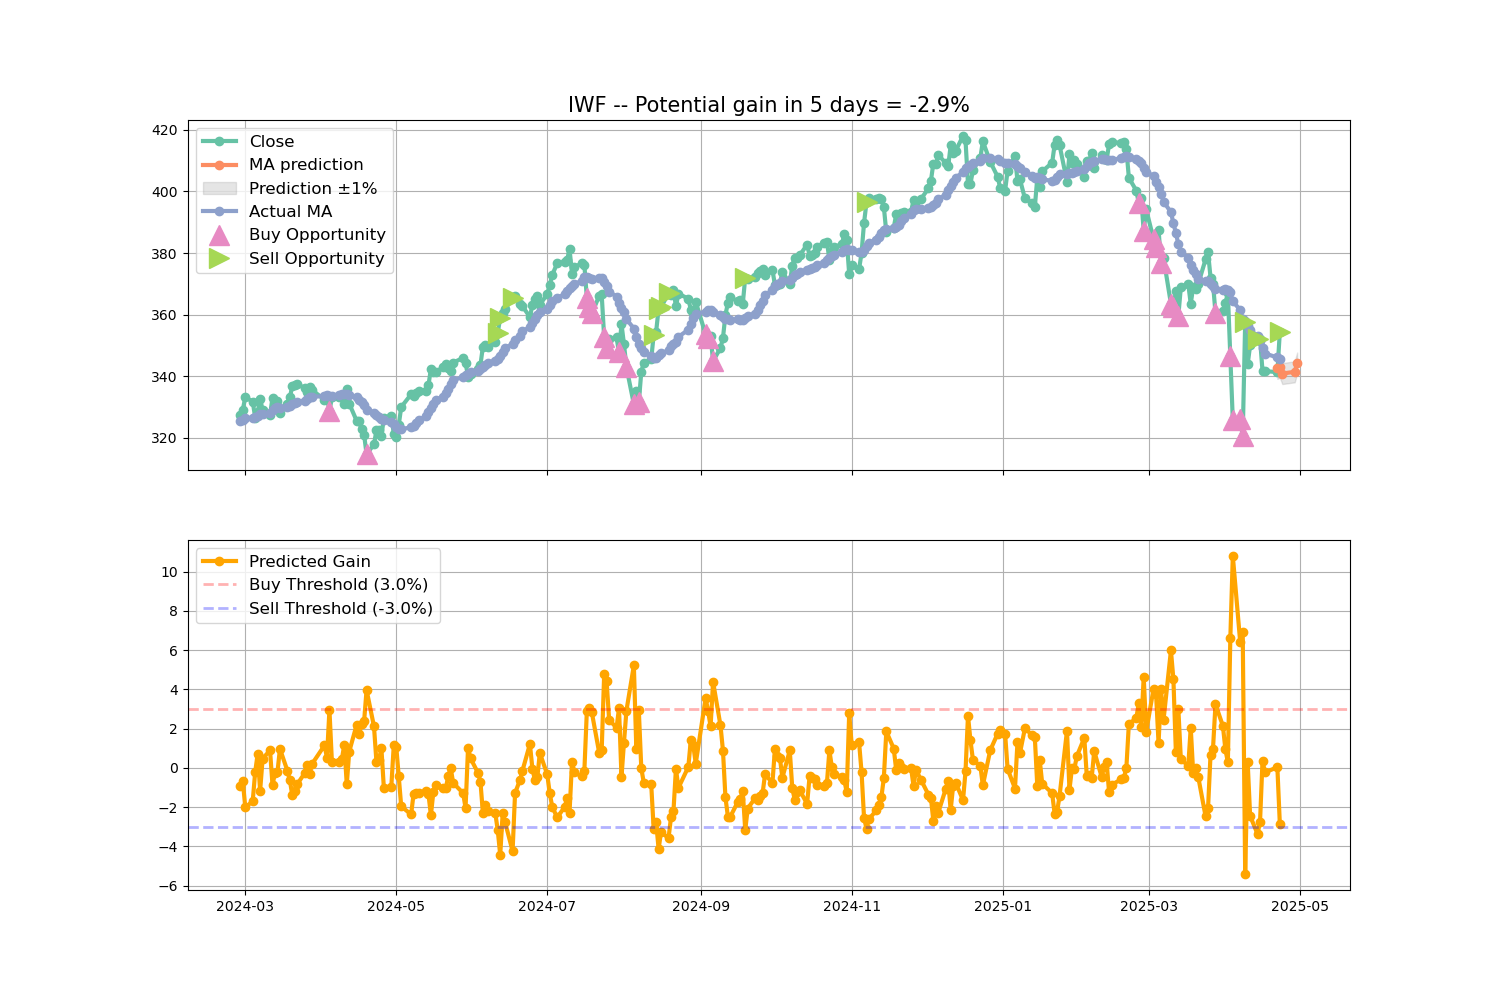 IWF -- Potential gain in 5 days = -2.9%
420
400
380
360
340
320
Close
MA prediction
Prediction ±1%
Actual MA
Buy Opportunity
Sell Opportunity
10
8
6
4
2
0
−2
−4
−6
Predicted Gain
Buy Threshold (3.0%)
Sell Threshold (-3.0%)
2024-03
2024-05
2024-07
2024-09
2024-11
2025-01
2025-03
2025-05